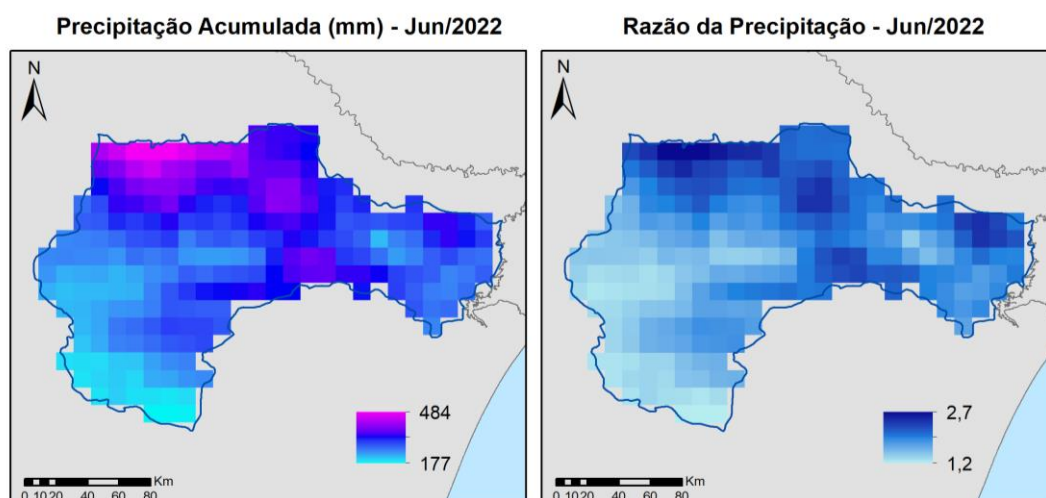 Precipitação Acumulada (mm) - Jun/2022
N
484
177
Km
0 10 20 40 60 80
Razão da Precipitação - Jun/2022
N
2,7
1,2
Km
0 10 20 40 60 80